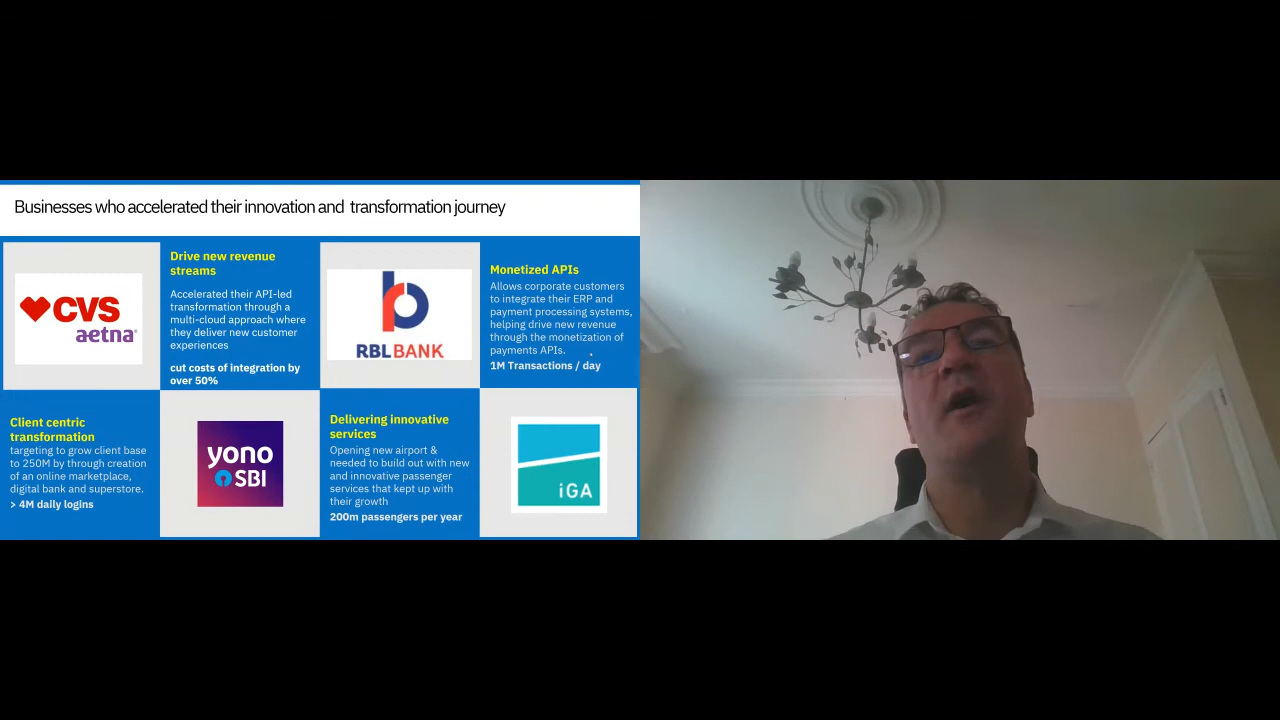 Businesses who accelerated their innovation and transformation journey
CVS
aetna
Drive new revenue
streams
Accelerated their API-led
transformation through a
multi-cloud approach where
they deliver new customer
experiences
cut costs of integration by
over 50%
RBL BANK
Monetized APIs
Allows corporate customers
to integrate their ERP and
payment processing systems,
helping drive new revenue
through the monetization of
payments APIs.
1M Transactions / day
Client centric
transformation
targeting to grow client base
to 250M by through creation
of an online marketplace,
digital bank and superstore.
> 4M daily logins
yono
SBI
Delivering innovative
services
Opening new airport &
needed to build out with new
and innovative passenger
services that kept up with
their growth
200m passengers per year
iGA